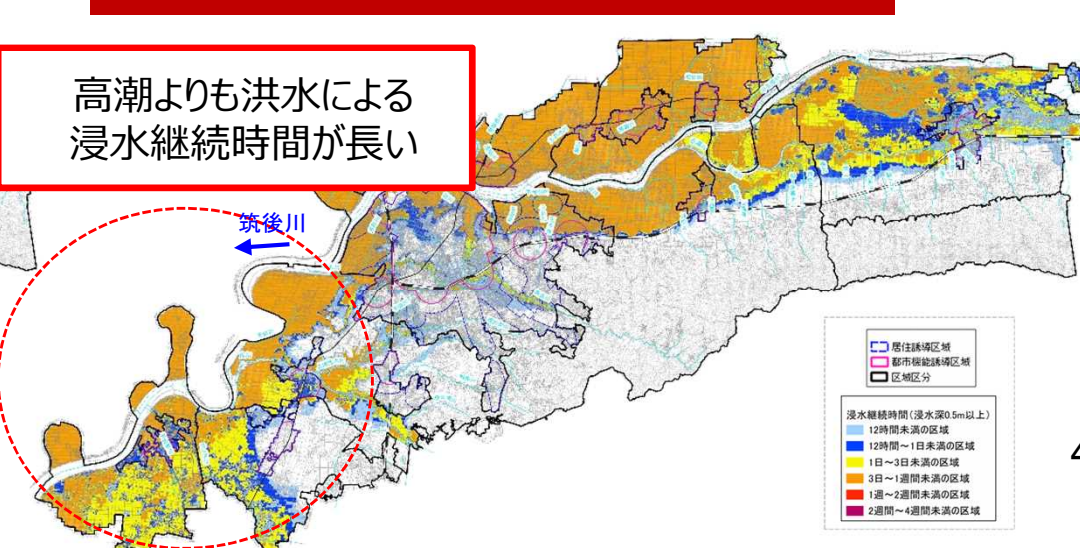 高潮よりも洪水による
浸水継続時間が長い
筑後川
居住誘導区域
都市機能誘導区域
区域区分
浸水継続時間(浸水深0.5m以上)
12時間未満の区域
12時間～1日未満の区域
1日～3日未満の区域
3日～1週間未満の区域
1週～2週間未満の区域
2週間～4週間未満の区域